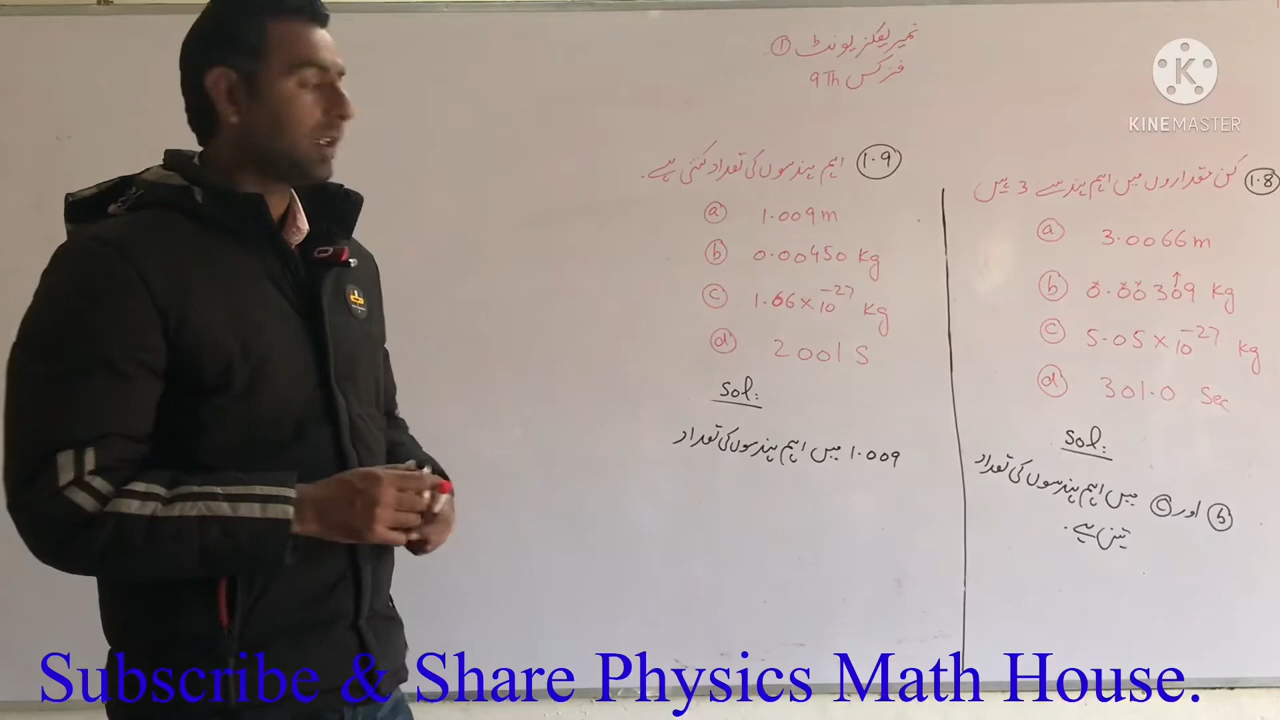 نمیریکلز یونٹ ①
فزکس 9Th
KINEMASTER
1.8 کن مقداروں میں اہم ہندسے 3 ہیں
ⓐ 3.0066 m
ⓑ 0.00309 Kg
ⓒ 5.05 × 10⁻²⁷ Kg
ⓓ 301.0 Sec
Sol:
ⓑ اور ⓒ میں اہم ہندسوں کی تعداد
تین ہے.
1.9 اہم ہندسوں کی تعداد کتنی ہے.
ⓐ 1.009 m
ⓑ 0.00450 Kg
ⓒ 1.66 × 10⁻²⁷ Kg
ⓓ 2001 S
Sol:
1.009 میں اہم ہندسوں کی تعداد
Subscribe & Share Physics Math House.